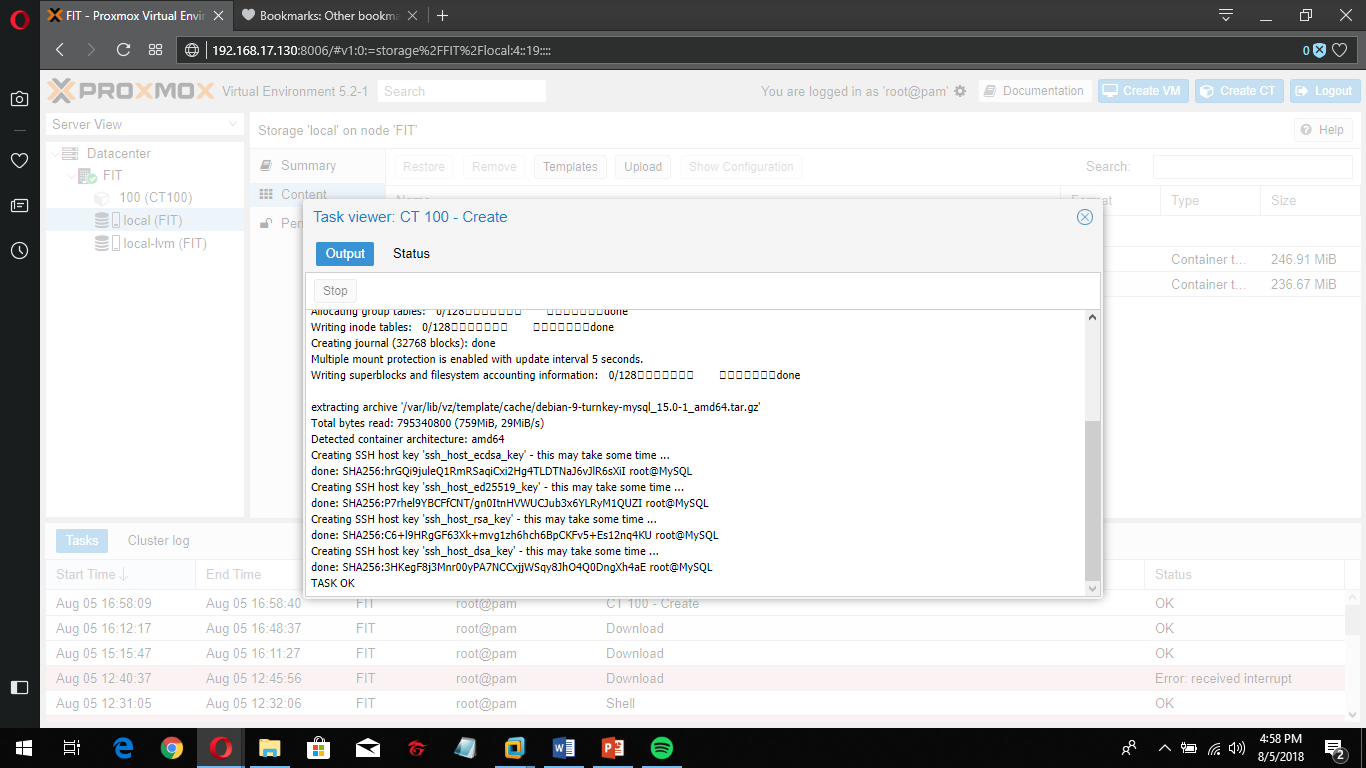 FIT - Proxmox Virtual Envir
Bookmarks: Other bookma
192.168.17.130:8006/#v1:0:=storage%2FFIT%2Flocal:4::19::::
0
PROXMOX Virtual Environment 5.2-1 Search You are logged in as 'root@pam' Documentation Create VM Create CT Logout
Server View
Storage 'local' on node 'FIT'
Help
Datacenter
FIT
100 (CT100)
local (FIT)
local-lvm (FIT)
Summary
Content
Per
Restore Remove Templates Upload Show Configuration Search:
Name Format Type Size
Container t... 246.91 MiB
Container t... 236.67 MiB
Task viewer: CT 100 - Create
Output Status
Stop
Allocating group tables: 0/128 done
Writing inode tables: 0/128□□□□□□□ □□□□□□□done
Creating journal (32768 blocks): done
Multiple mount protection is enabled with update interval 5 seconds.
Writing superblocks and filesystem accounting information: 0/128□□□□□□□ □□□□□□□done
extracting archive '/var/lib/vz/template/cache/debian-9-turnkey-mysql_15.0-1_amd64.tar.gz'
Total bytes read: 795340800 (759MiB, 29MiB/s)
Detected container architecture: amd64
Creating SSH host key 'ssh_host_ecdsa_key' - this may take some time ...
done: SHA256:hrGQi9juleQ1RmRSaqiCxi2Hg4TLDTNaJ6vJlR6sXiI root@MySQL
Creating SSH host key 'ssh_host_ed25519_key' - this may take some time ...
done: SHA256:P7rhel9YBCFfCNT/gn0ItnHVWUCJub3x6YLRyM1QUZI root@MySQL
Creating SSH host key 'ssh_host_rsa_key' - this may take some time ...
done: SHA256:C6+l9HRgGF63Xk+mvg1zh6hch6BpCKFv5+Es12nq4KU root@MySQL
Creating SSH host key 'ssh_host_dsa_key' - this may take some time ...
done: SHA256:3HKegF8j3Mnr00yPA7NCCxjjWSqy8JhO4Q0DngXh4aE root@MySQL
TASK OK
Tasks Cluster log
Start Time End Time Status
Aug 05 16:58:09 Aug 05 16:58:40 FIT root@pam CT 100 - Create OK
Aug 05 16:12:17 Aug 05 16:48:37 FIT root@pam Download OK
Aug 05 15:15:47 Aug 05 16:11:27 FIT root@pam Download OK
Aug 05 12:40:37 Aug 05 12:45:56 FIT root@pam Download Error: received interrupt
Aug 05 12:31:05 Aug 05 12:32:06 FIT root@pam Shell OK
4:58 PM
8/5/2018
2